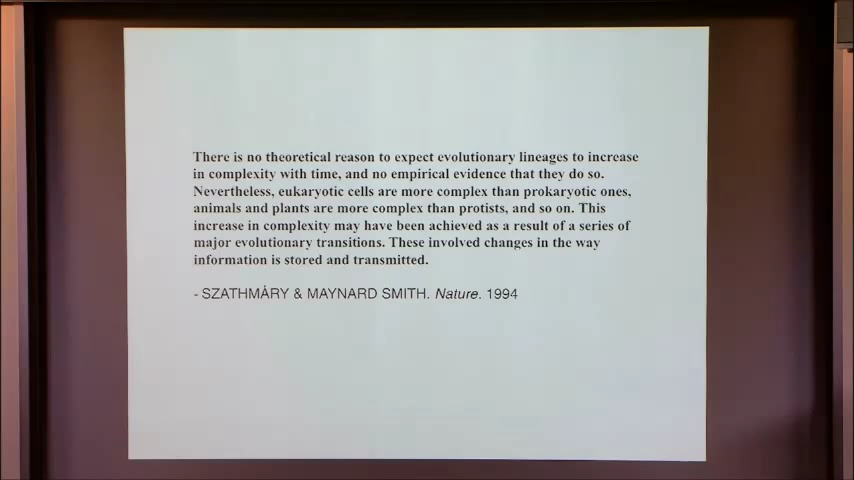 There is no theoretical reason to expect evolutionary lineages to increase
in complexity with time, and no empirical evidence that they do so.
Nevertheless, eukaryotic cells are more complex than prokaryotic ones,
animals and plants are more complex than protists, and so on. This
increase in complexity may have been achieved as a result of a series of
major evolutionary transitions. These involved changes in the way
information is stored and transmitted.
- SZATHMÁRY & MAYNARD SMITH. Nature. 1994